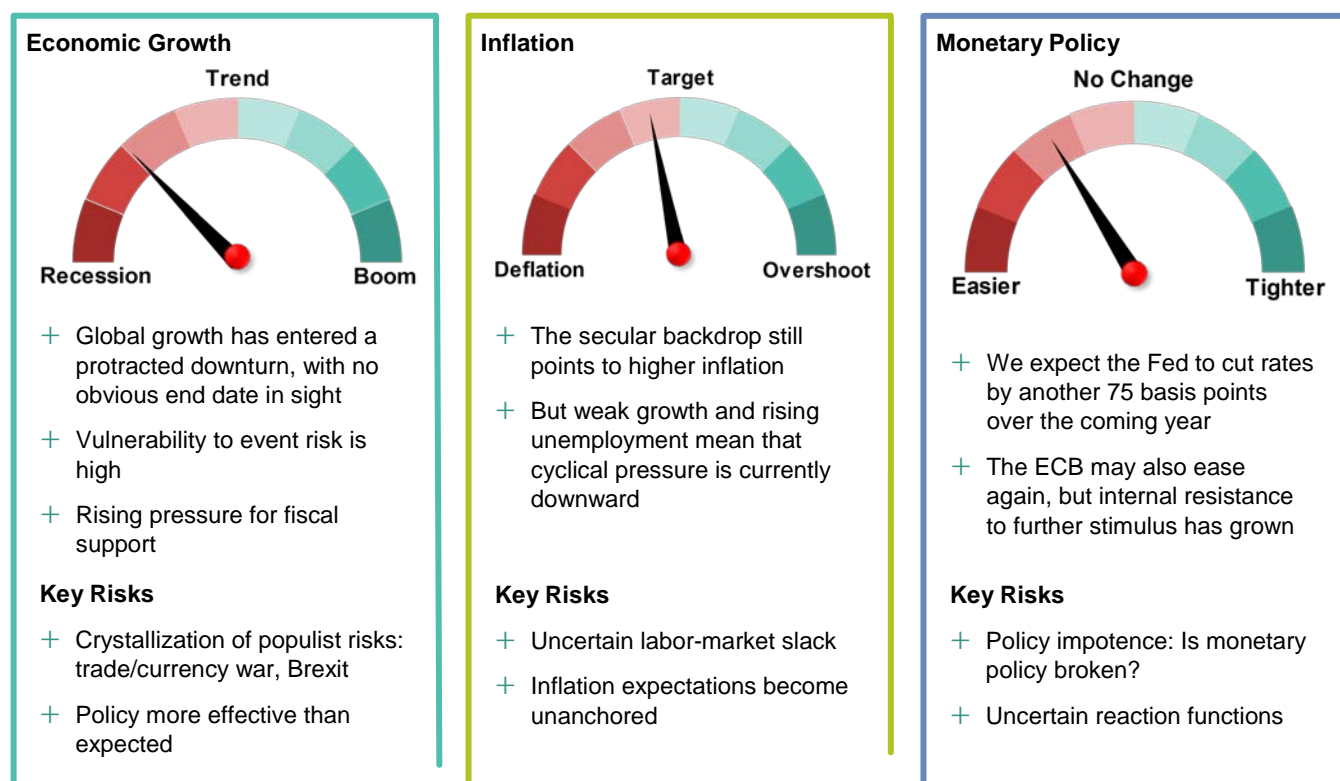 Economic Growth
Trend
Recession
Boom
+ Global growth has entered a
protracted downturn, with no
obvious end date in sight
+ Vulnerability to event risk is
high
+ Rising pressure for fiscal
support
Key Risks
+ Crystallization of populist risks:
trade/currency war, Brexit
+ Policy more effective than
expected
Inflation
Target
Deflation
Overshoot
+ The secular backdrop still
points to higher inflation
+ But weak growth and rising
unemployment mean that
cyclical pressure is currently
downward
Key Risks
+ Uncertain labor-market slack
+ Inflation expectations become
unanchored
Monetary Policy
No Change
Easier
Tighter
+ We expect the Fed to cut rates
by another 75 basis points
over the coming year
+ The ECB may also ease
again, but internal resistance
to further stimulus has grown
Key Risks
+ Policy impotence: Is monetary
policy broken?
+ Uncertain reaction functions